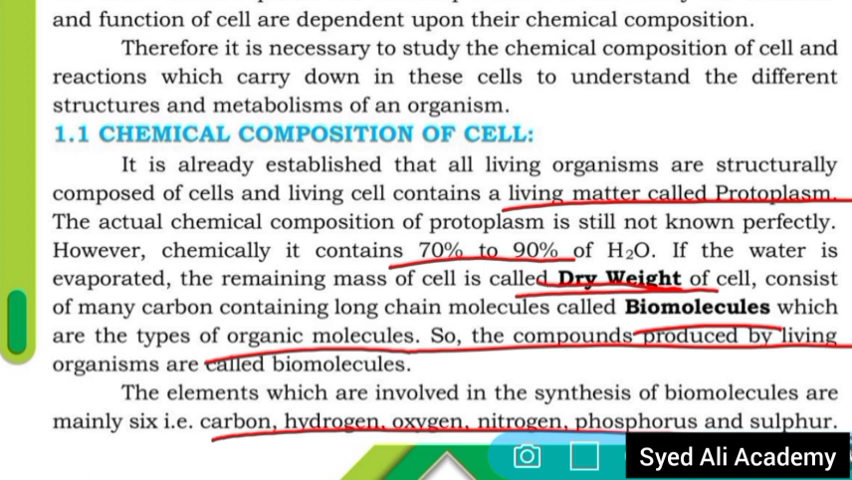 and function of cell are dependent upon their chemical composition.
Therefore it is necessary to study the chemical composition of cell and
reactions which carry down in these cells to understand the different
structures and metabolisms of an organism.
1.1 CHEMICAL COMPOSITION OF CELL:
It is already established that all living organisms are structurally
composed of cells and living cell contains a living matter called Protoplasm.
The actual chemical composition of protoplasm is still not known perfectly.
However, chemically it contains 70% to 90% of H₂O. If the water is
evaporated, the remaining mass of cell is called Dry Weight of cell, consist
of many carbon containing long chain molecules called Biomolecules which
are the types of organic molecules. So, the compounds produced by living
organisms are called biomolecules.
The elements which are involved in the synthesis of biomolecules are
mainly six i.e. carbon, hydrogen, oxygen, nitrogen, phosphorus and sulphur.
Syed Ali Academy